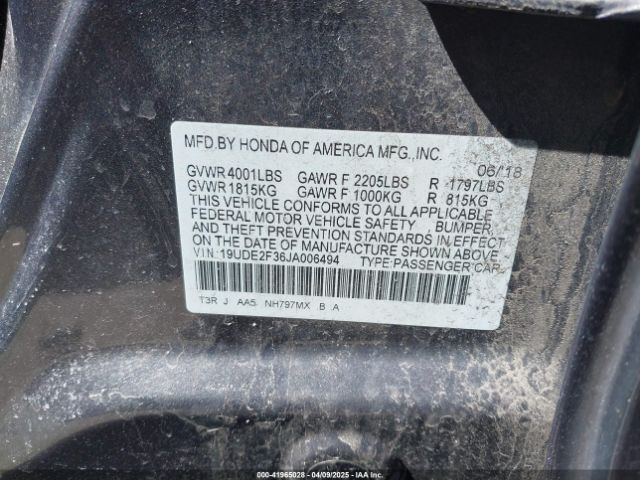 MFD.BY HONDA OF AMERICA MFG.,INC.
06/18
GVWR 4001LBS GAWR F 2205LBS R 1797LBS
GVWR 1815KG GAWR F 1000KG R 815KG
THIS VEHICLE CONFORMS TO ALL APPLICABLE
FEDERAL MOTOR VEHICLE SAFETY BUMPER,
AND THEFT PREVENTION STANDARDS IN EFFECT
ON THE DATE OF MANUFACTURE SHOWN ABOVE
VIN:19UDE2F36JA006494 TYPE:PASSENGER CAR
T3R J AA5 NH797MX B A
000-41965028 - 04/09/2025 - IAAI Inc.